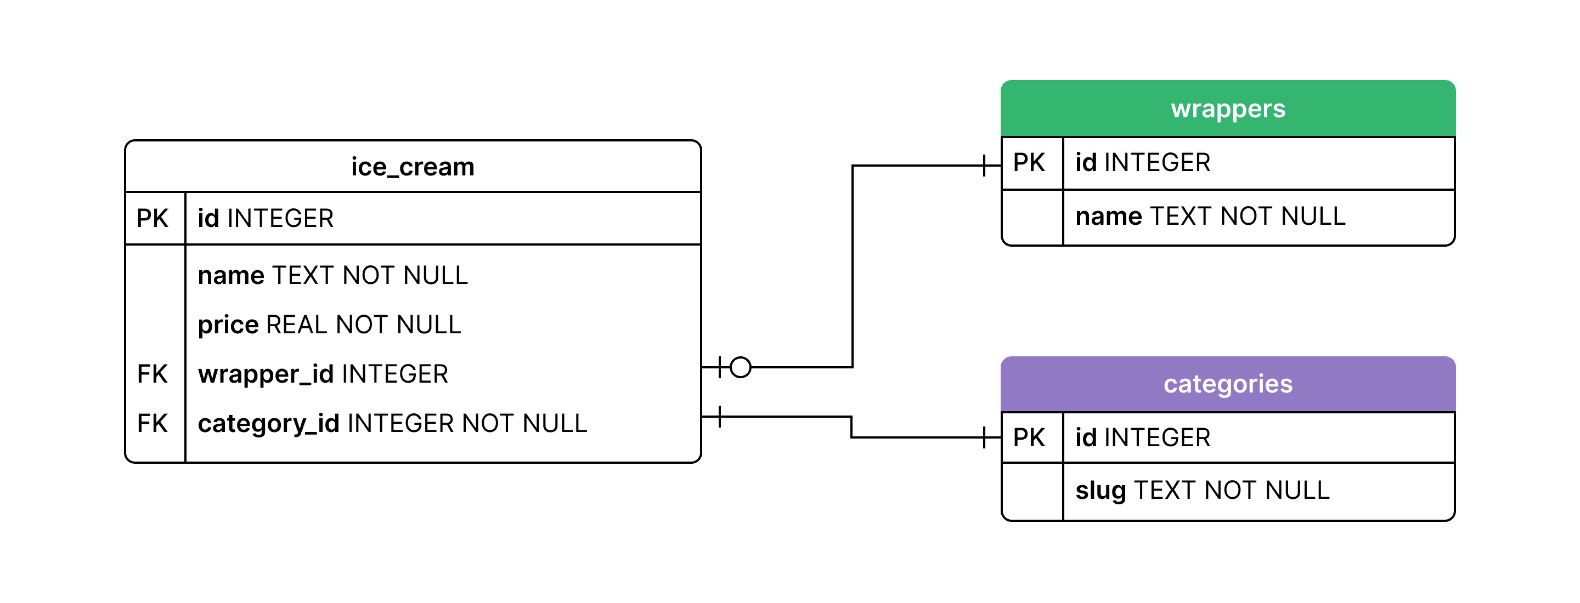 ice_cream
PK id INTEGER
name TEXT NOT NULL
price REAL NOT NULL
FK wrapper_id INTEGER
FK category_id INTEGER NOT NULL
wrappers
PK id INTEGER
name TEXT NOT NULL
categories
PK id INTEGER
slug TEXT NOT NULL